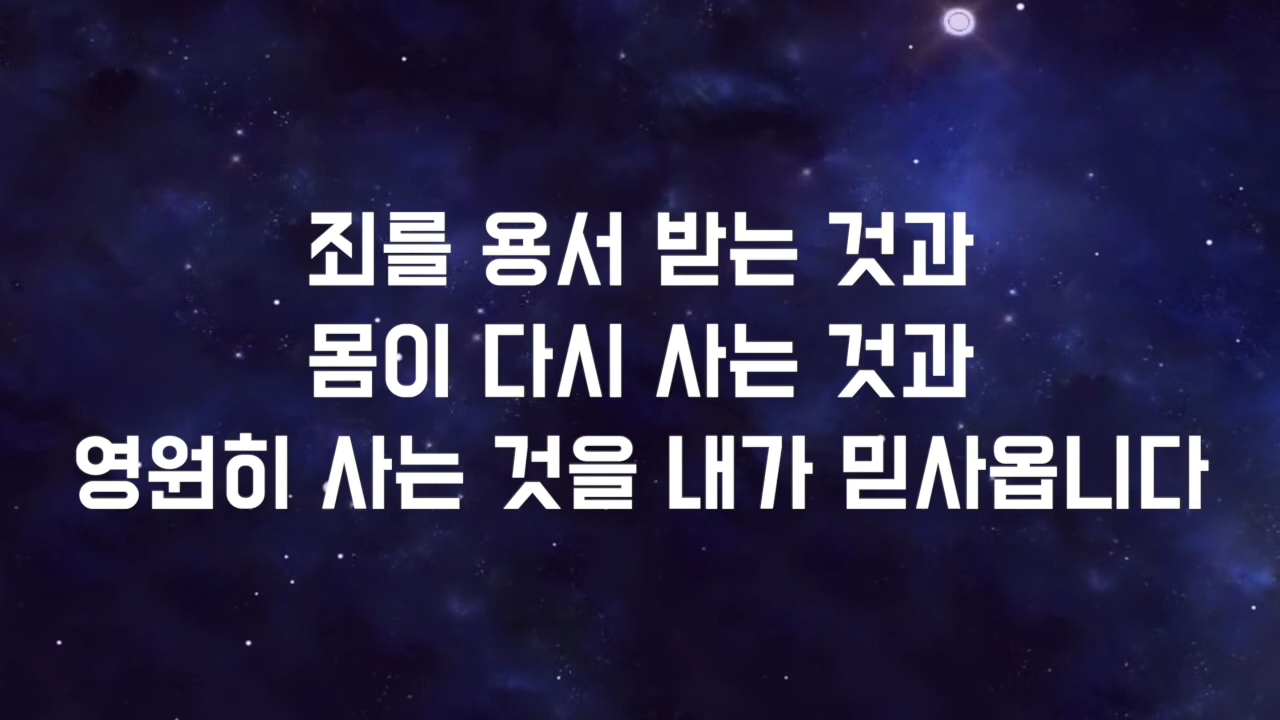 죄를 용서 받는 것과
몸이 다시 사는 것과
영원히 사는 것을 내가 믿사옵니다